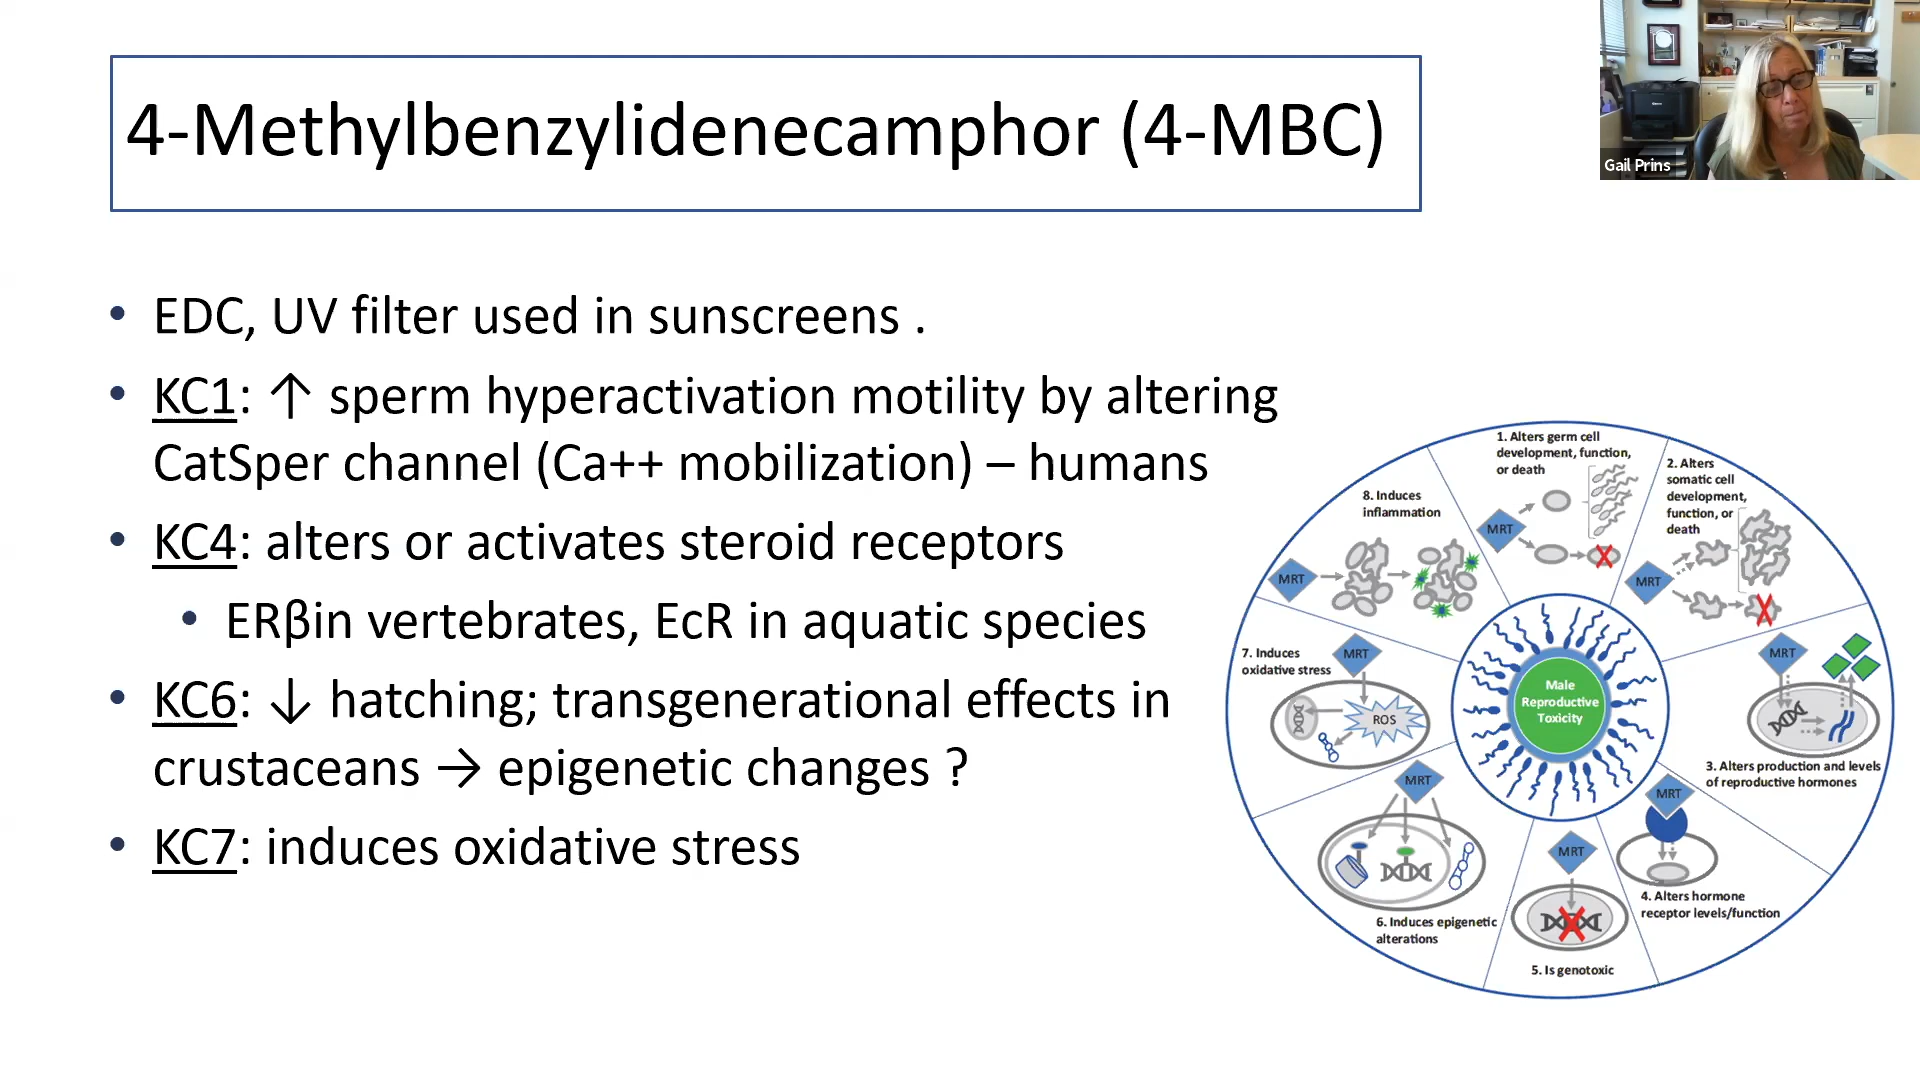 4-Methylbenzylidenecamphor (4-MBC)
Gail Prins
• EDC, UV filter used in sunscreens .
• KC1: ↑ sperm hyperactivation motility by altering
CatSper channel (Ca++ mobilization) – humans
• KC4: alters or activates steroid receptors
• ERβin vertebrates, EcR in aquatic species
• KC6: ↓ hatching; transgenerational effects in
crustaceans → epigenetic changes ?
• KC7: induces oxidative stress
1. Alters germ cell
development, function,
or death
MRT
2. Alters
somatic cell
development,
function, or
death
MRT
MRT
3. Alters production and levels
of reproductive hormones
MRT
4. Alters hormone
receptor levels/function
MRT
5. Is genotoxic
MRT
6. Induces epigenetic
alterations
7. Induces
oxidative stress
MRT
ROS
8. Induces
inflammation
MRT
Male
Reproductive
Toxicity